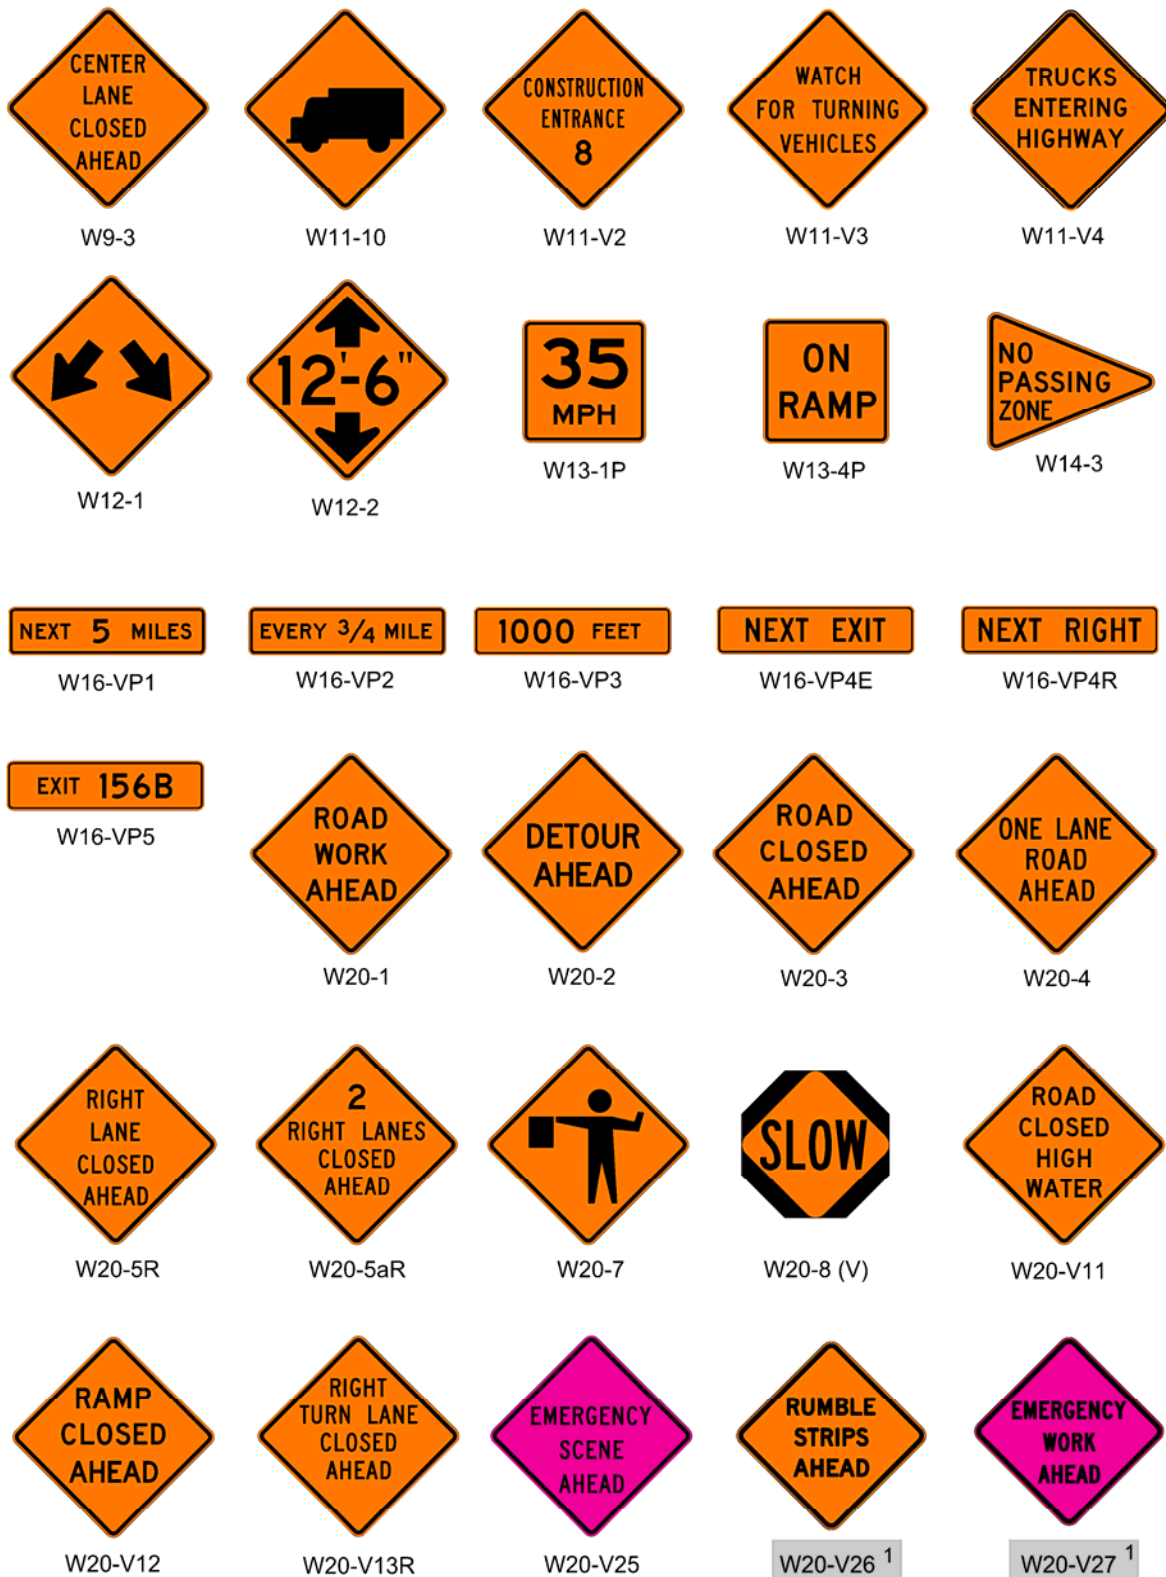 CENTER
LANE
CLOSED
AHEAD
W9-3
W11-10
CONSTRUCTION
ENTRANCE
8
W11-V2
WATCH
FOR TURNING
VEHICLES
W11-V3
TRUCKS
ENTERING
HIGHWAY
W11-V4
W12-1
12'-6"
W12-2
35
MPH
W13-1P
ON
RAMP
W13-4P
NO
PASSING
ZONE
W14-3
NEXT 5 MILES
W16-VP1
EVERY 3/4 MILE
W16-VP2
1000 FEET
W16-VP3
NEXT EXIT
W16-VP4E
NEXT RIGHT
W16-VP4R
EXIT 156B
W16-VP5
ROAD
WORK
AHEAD
W20-1
DETOUR
AHEAD
W20-2
ROAD
CLOSED
AHEAD
W20-3
ONE LANE
ROAD
AHEAD
W20-4
RIGHT
LANE
CLOSED
AHEAD
W20-5R
2
RIGHT LANES
CLOSED
AHEAD
W20-5aR
W20-7
SLOW
W20-8 (V)
ROAD
CLOSED
HIGH
WATER
W20-V11
RAMP
CLOSED
AHEAD
W20-V12
RIGHT
TURN LANE
CLOSED
AHEAD
W20-V13R
EMERGENCY
SCENE
AHEAD
W20-V25
RUMBLE
STRIPS
AHEAD
W20-V26 1
EMERGENCY
WORK
AHEAD
W20-V27 1